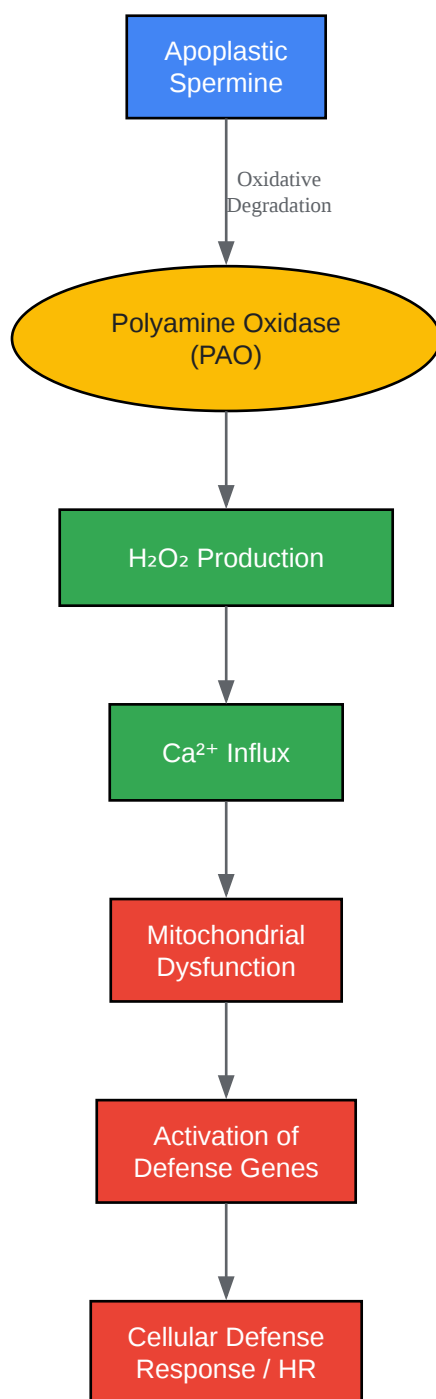 Apoplastic
Spermine
Oxidative
Degradation
Polyamine Oxidase
(PAO)
H₂O₂ Production
Ca²⁺ Influx
Mitochondrial
Dysfunction
Activation of
Defense Genes
Cellular Defense
Response / HR